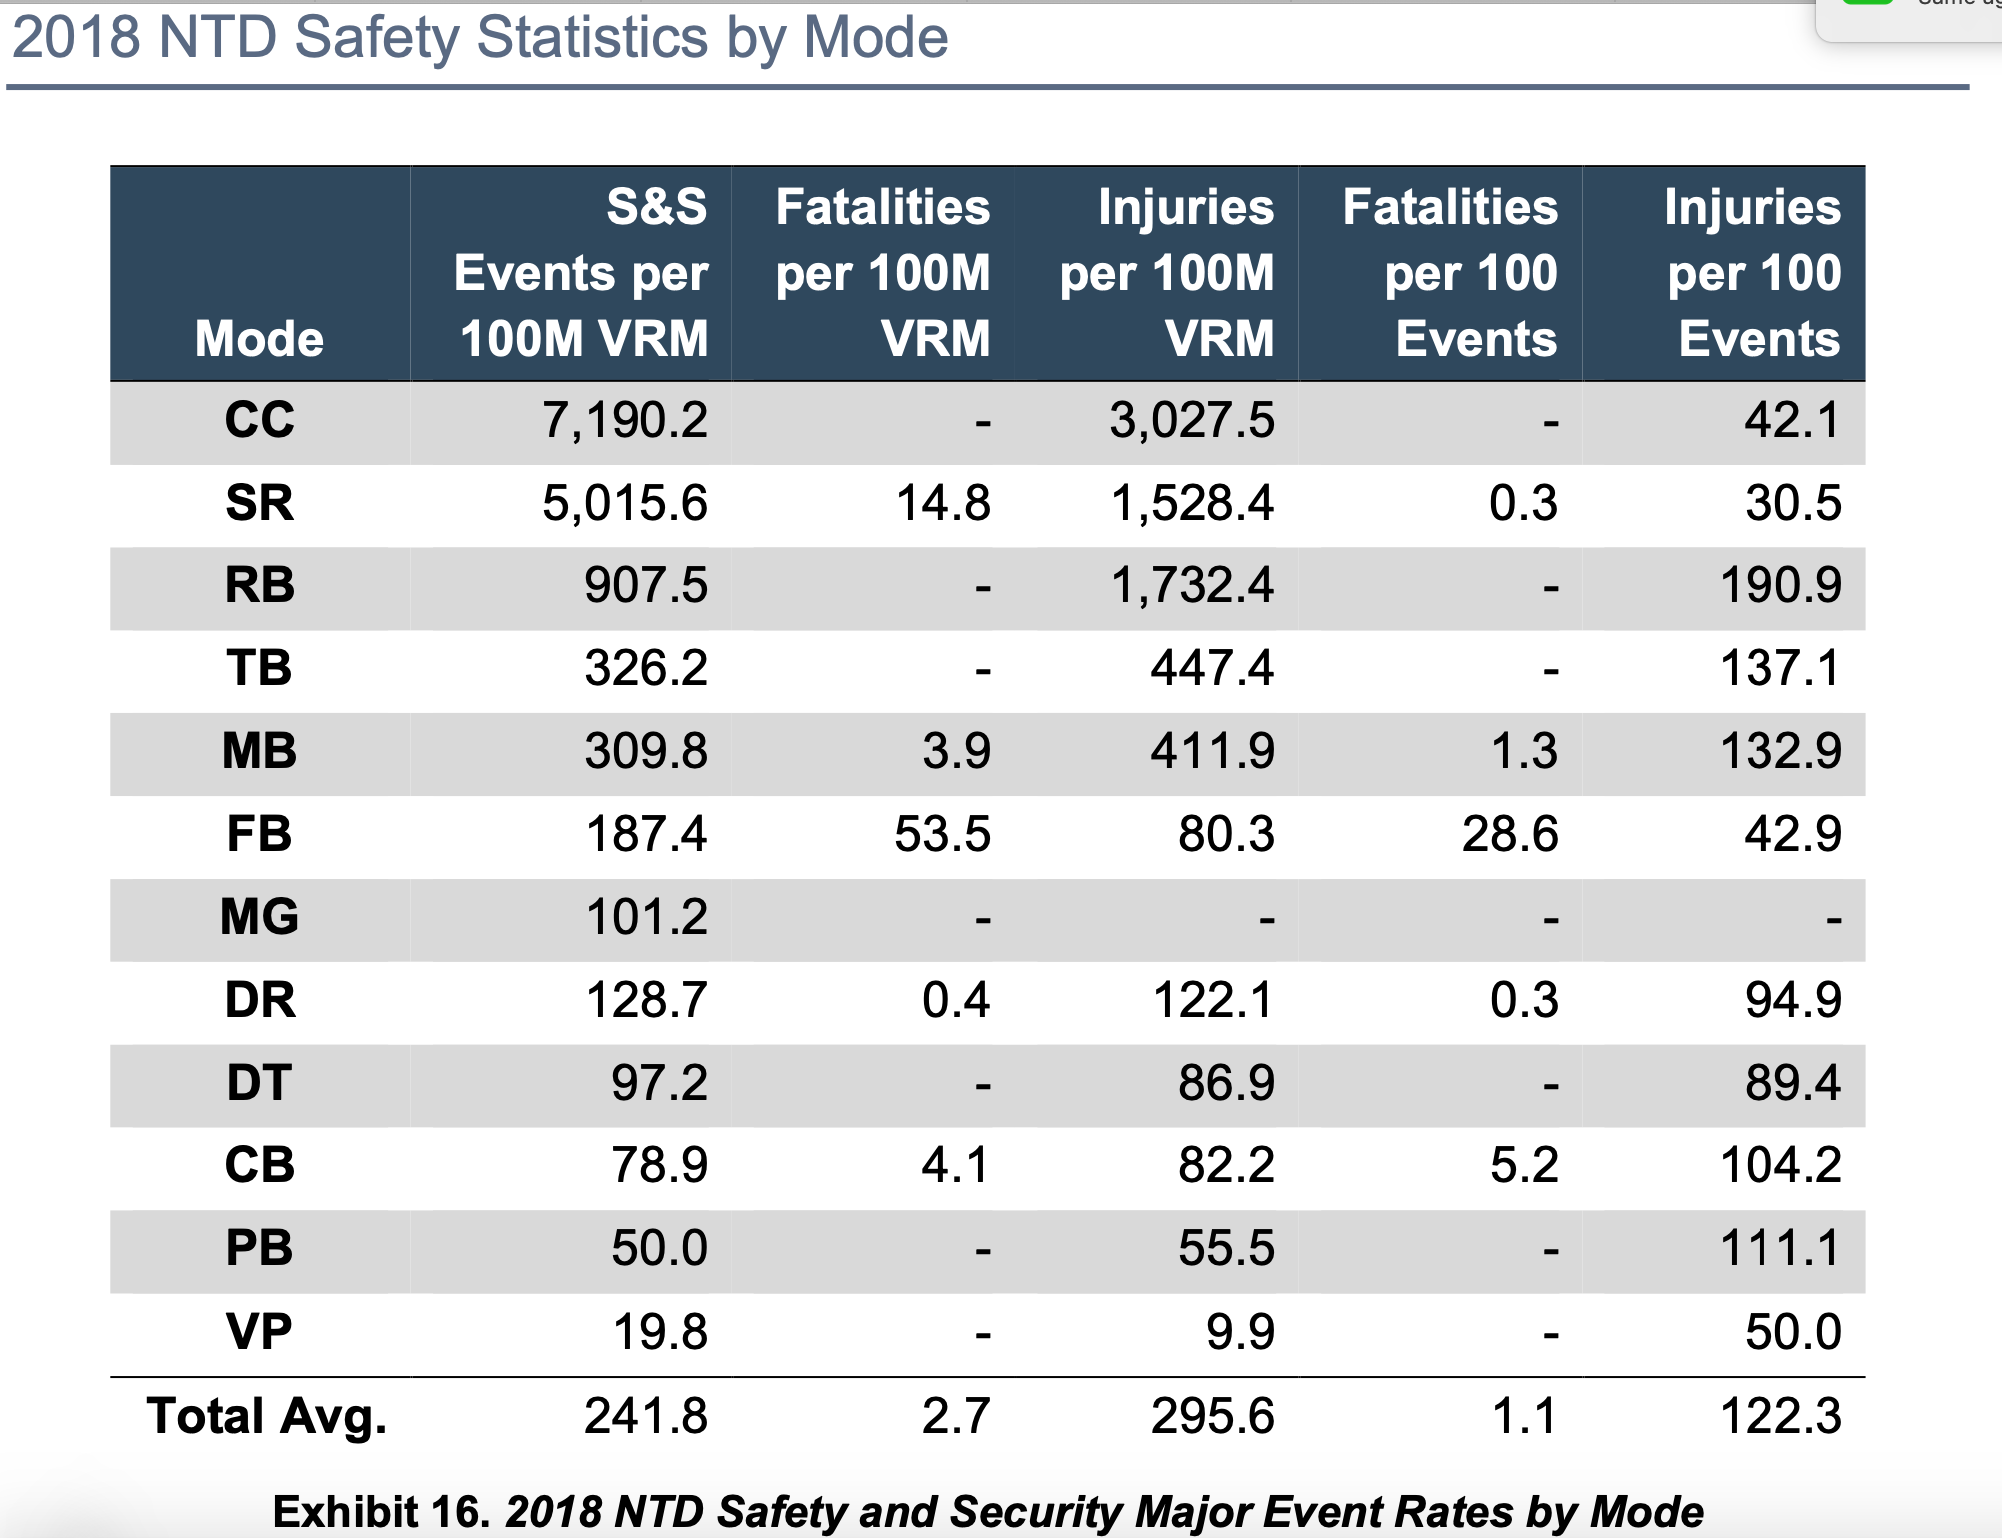 2018 NTD Safety Statistics by Mode
Mode S&S Events per 100M VRM Fatalities per 100M VRM Injuries per 100M VRM Fatalities per 100 Events Injuries per 100 Events
CC 7,190.2 - 3,027.5 - 42.1
SR 5,015.6 14.8 1,528.4 0.3 30.5
RB 907.5 - 1,732.4 - 190.9
TB 326.2 - 447.4 - 137.1
MB 309.8 3.9 411.9 1.3 132.9
FB 187.4 53.5 80.3 28.6 42.9
MG 101.2 - - - -
DR 128.7 0.4 122.1 0.3 94.9
DT 97.2 - 86.9 - 89.4
CB 78.9 4.1 82.2 5.2 104.2
PB 50.0 - 55.5 - 111.1
VP 19.8 - 9.9 - 50.0
Total Avg. 241.8 2.7 295.6 1.1 122.3
Exhibit 16. 2018 NTD Safety and Security Major Event Rates by Mode